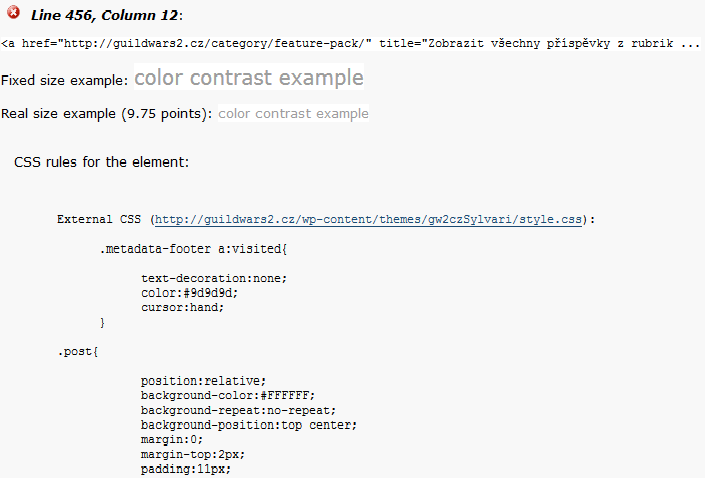 Line 456, Column 12:
<a href="http://guildwars2.cz/category/feature-pack/" title="Zobrazit všechny příspěvky z rubrik ...
Fixed size example: color contrast example
Real size example (9.75 points): color contrast example
CSS rules for the element:
External CSS (http://guildwars2.cz/wp-content/themes/gw2czSylvari/style.css):
.metadata-footer a:visited{
text-decoration:none;
color:#9d9d9d;
cursor:hand;
}
.post{
position:relative;
background-color:#FFFFFF;
background-repeat:no-repeat;
background-position:top center;
margin:0;
margin-top:2px;
padding:11px;